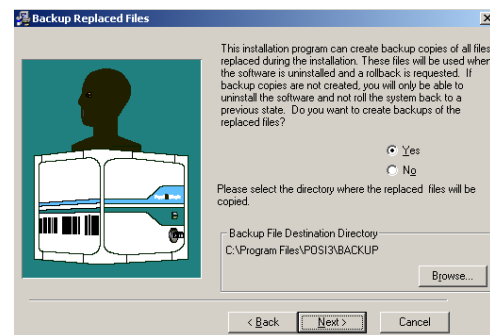 Backup Replaced Files
This installation program can create backup copies of all files
replaced during the installation. These files will be used when
the software is uninstalled and a rollback is requested. If
backup copies are not created, you will only be able to
uninstall the software and not roll the system back to a
previous state. Do you want to create backups of the
replaced files?
Yes
No
Please select the directory where the replaced files will be
copied.
Backup File Destination Directory
C:\Program Files\POSI3\BACKUP
Browse...
< Back
Next >
Cancel